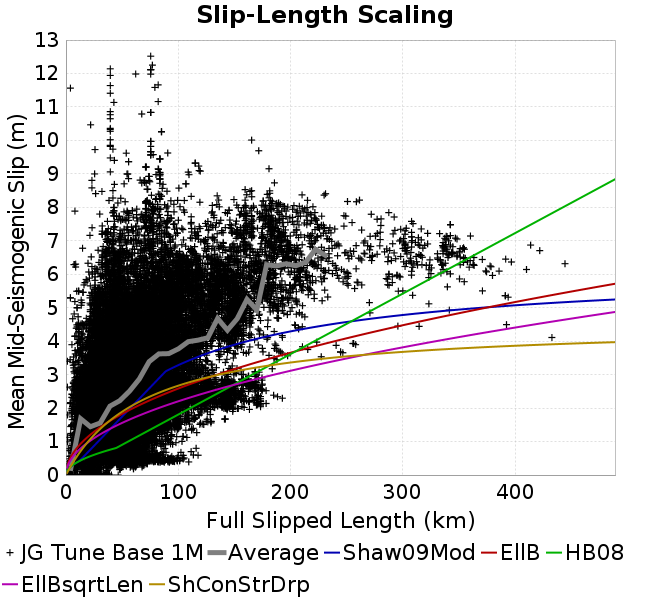 Slip-Length Scaling
Mean Mid-Seismogenic Slip (m)
13
12
11
10
9
8
7
6
5
4
3
2
1
0
0 100 200 300 400
Full Slipped Length (km)
JG Tune Base 1M Average Shaw09Mod EllB HB08
EllBsqrtLen ShConStrDrp